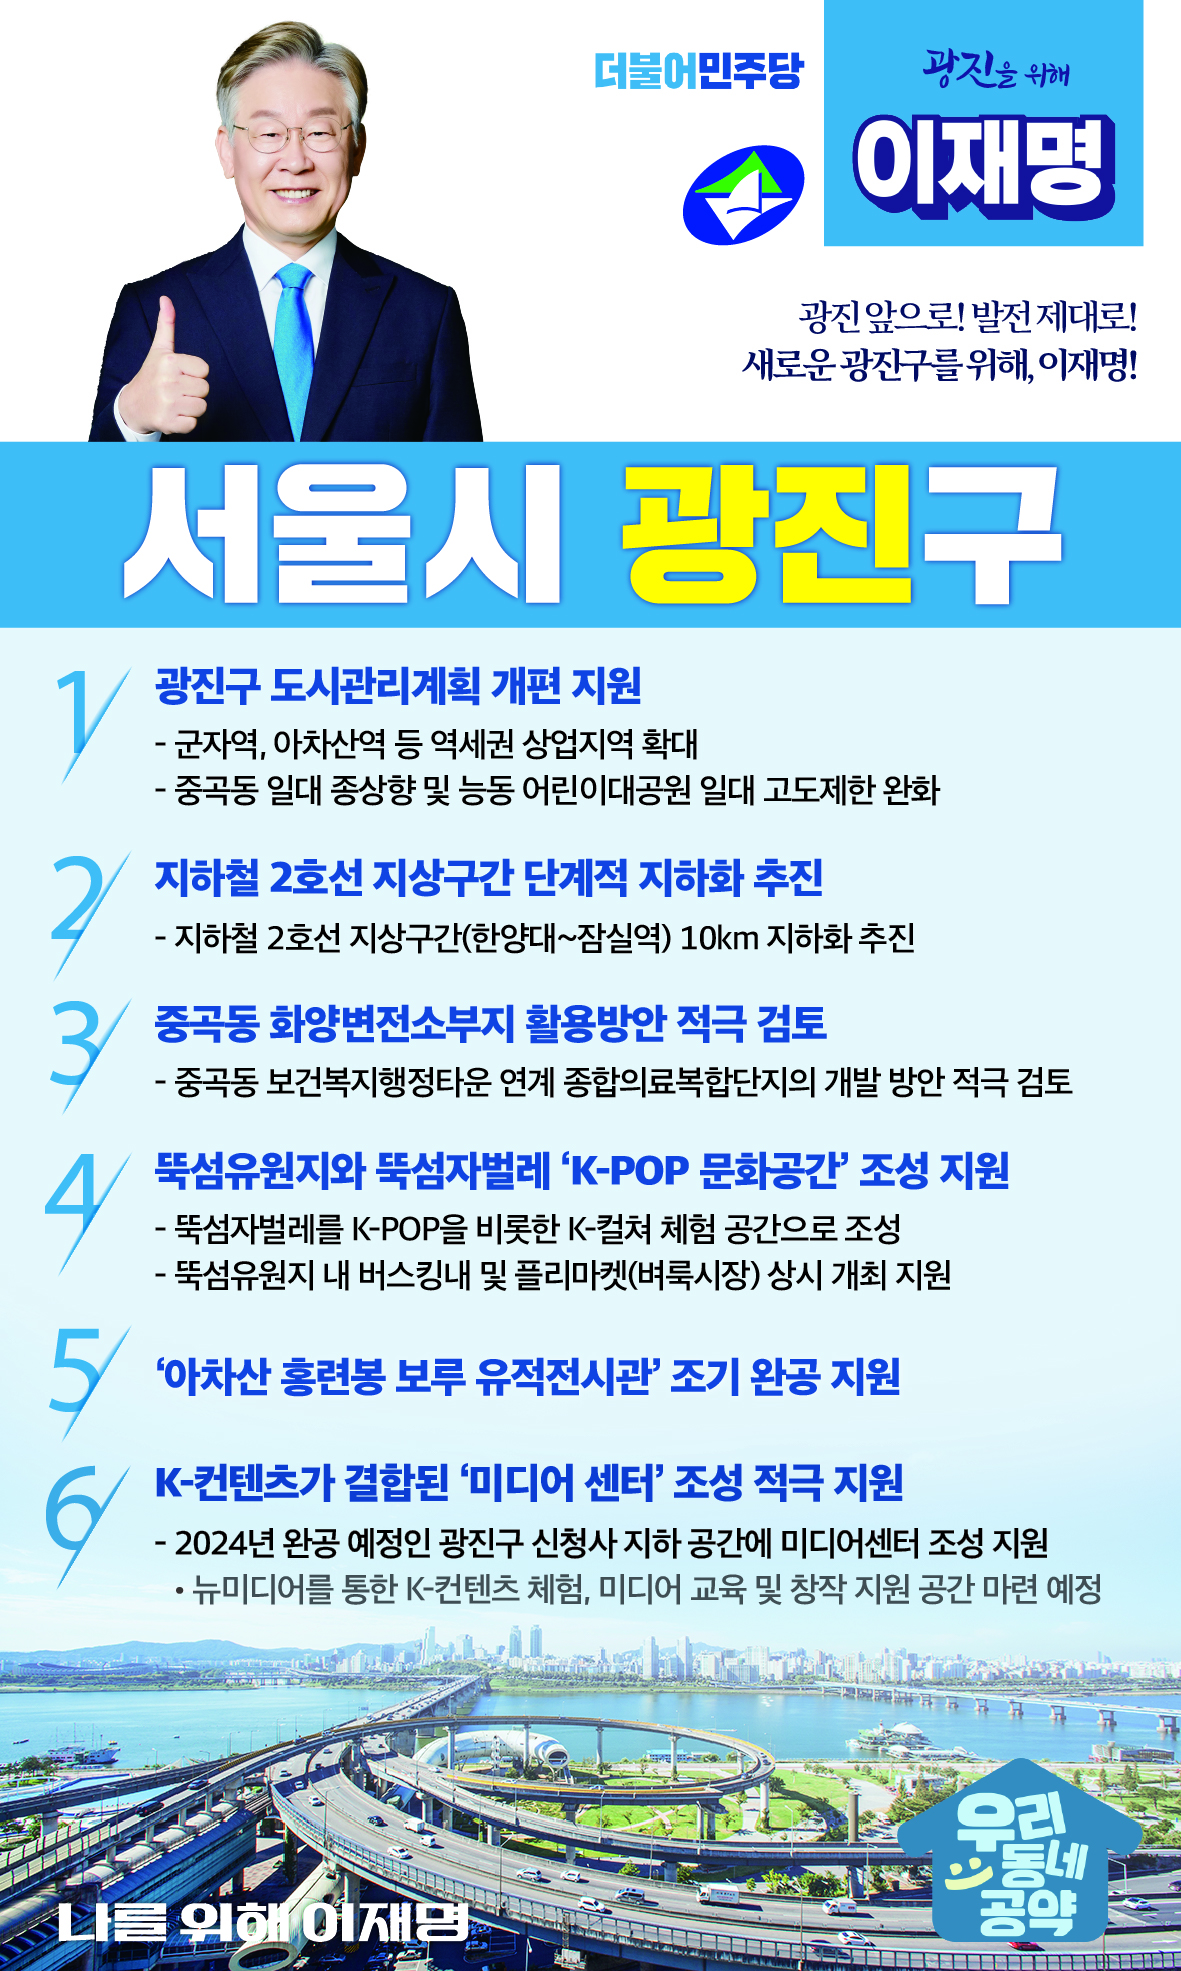 더불어민주당
광진을 위해
이재명
광진 앞으로! 발전 제대로!
새로운 광진구를 위해, 이재명!
서울시 광진구
1
광진구 도시관리계획 개편 지원
- 군자역, 아차산역 등 역세권 상업지역 확대
- 중곡동 일대 종상향 및 능동 어린이대공원 일대 고도제한 완화
2
지하철 2호선 지상구간 단계적 지하화 추진
- 지하철 2호선 지상구간(한양대~잠실역) 10km 지하화 추진
3
중곡동 화양변전소부지 활용방안 적극 검토
- 중곡동 보건복지행정타운 연계 종합의료복합단지의 개발 방안 적극 검토
4
뚝섬유원지와 뚝섬자벌레 ‘K-POP 문화공간’ 조성 지원
- 뚝섬자벌레를 K-POP을 비롯한 K-컬쳐 체험 공간으로 조성
- 뚝섬유원지 내 버스킹내 및 플리마켓(벼룩시장) 상시 개최 지원
5
‘아차산 홍련봉 보루 유적전시관’ 조기 완공 지원
6
K-컨텐츠가 결합된 ‘미디어 센터’ 조성 적극 지원
- 2024년 완공 예정인 광진구 신청사 지하 공간에 미디어센터 조성 지원
• 뉴미디어를 통한 K-컨텐츠 체험, 미디어 교육 및 창작 지원 공간 마련 예정
우리
동네
공약
나를 위해 이재명